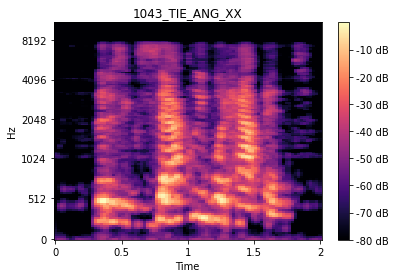 1043_TIE_ANG_XX
8192
4096
2048
1024
512
0
Hz
0
0.5
1
1.5
2
Time
-10 dB
-20 dB
-30 dB
-40 dB
-50 dB
-60 dB
-70 dB
-80 dB